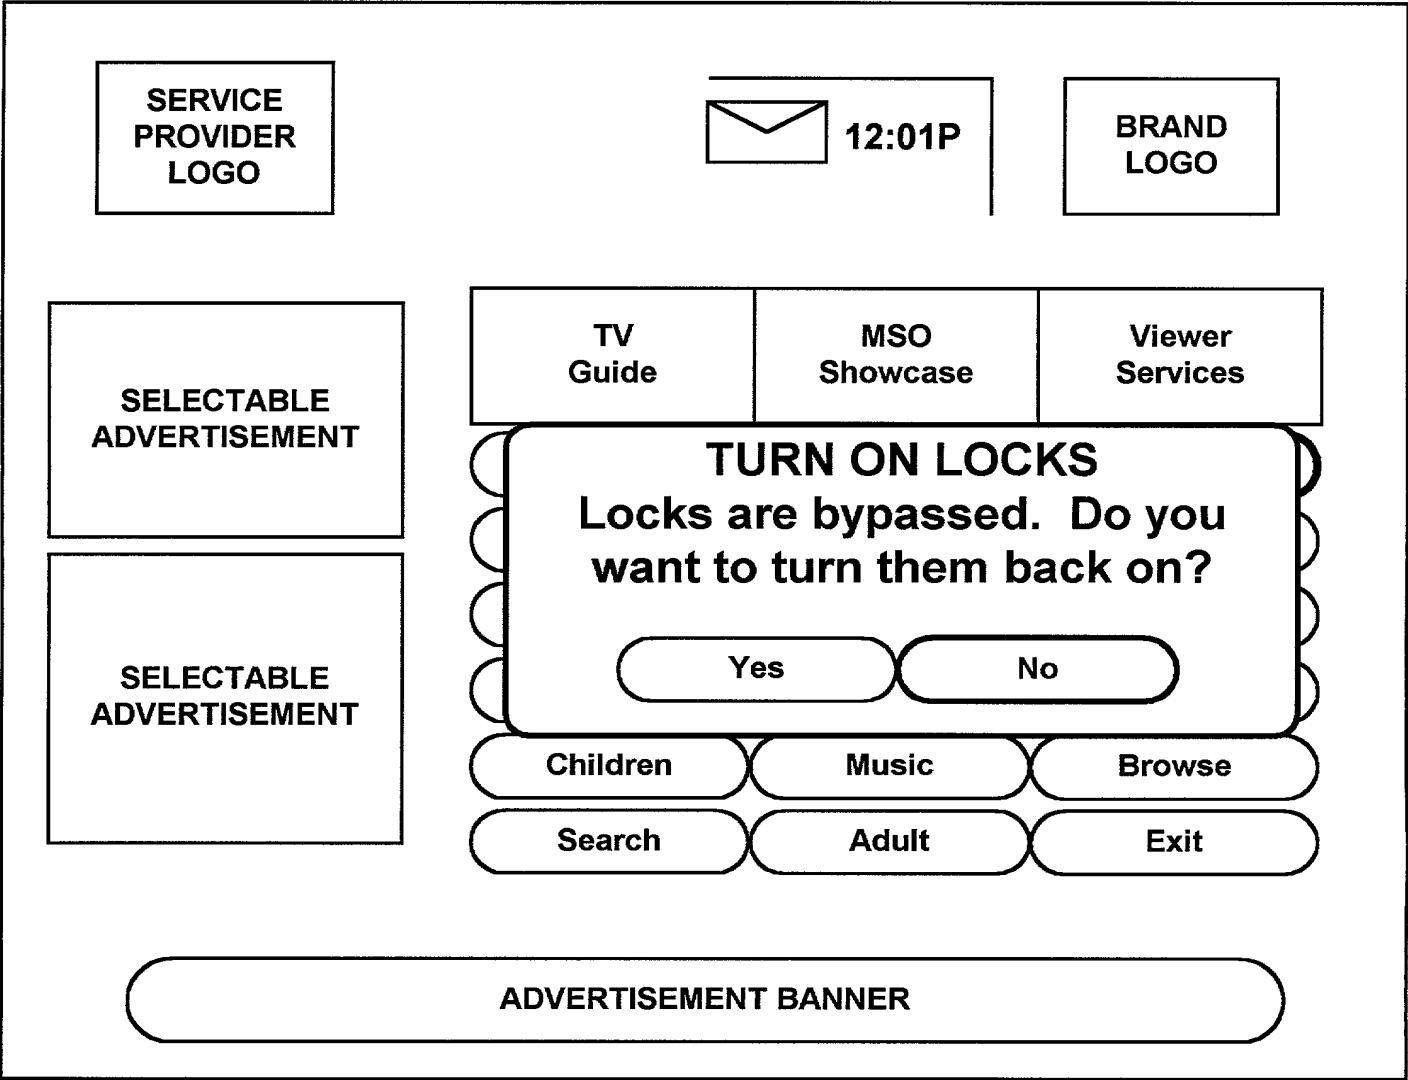 SERVICE
PROVIDER
LOGO
12:01P
BRAND
LOGO
SELECTABLE
ADVERTISEMENT
SELECTABLE
ADVERTISEMENT
TV
Guide
MSO
Showcase
Viewer
Services
TURN ON LOCKS
Locks are bypassed.  Do you
want to turn them back on?
Yes
No
Children
Music
Browse
Search
Adult
Exit
ADVERTISEMENT BANNER